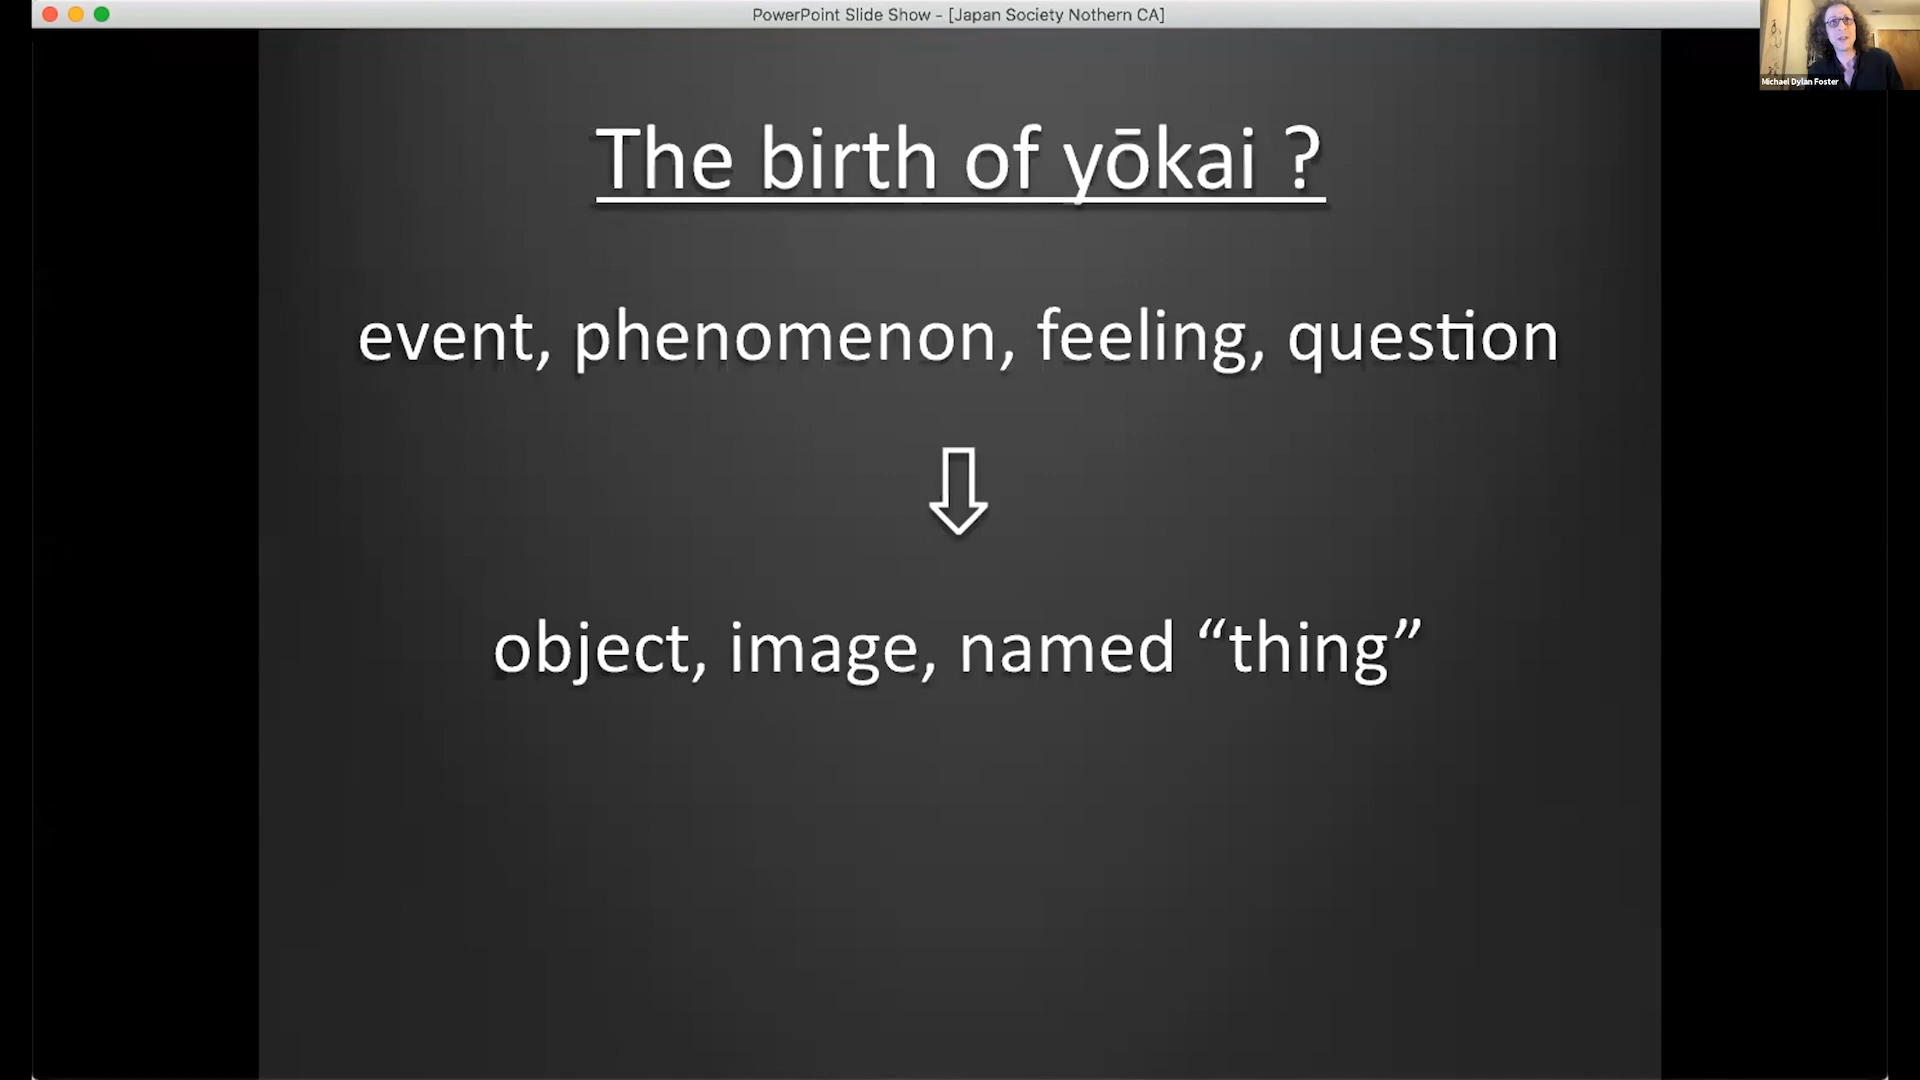 PowerPoint Slide Show - [Japan Society Nothern CA]
Michael Dylan Foster
The birth of yōkai ?
event, phenomenon, feeling, question
object, image, named “thing”